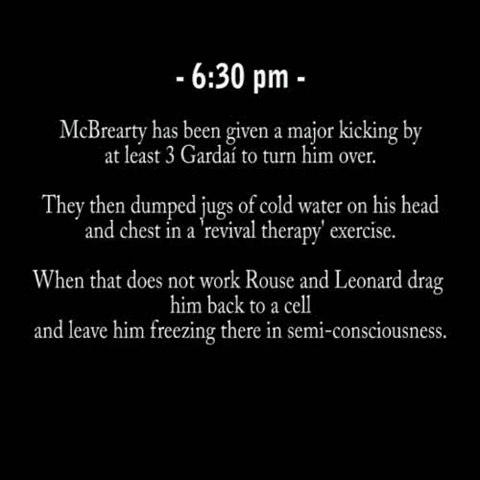 - 6:30 pm -
McBrearty has been given a major kicking by
at least 3 Gardaí to turn him over.
They then dumped jugs of cold water on his head
and chest in a 'revival therapy' exercise.
When that does not work Rouse and Leonard drag
him back to a cell
and leave him freezing there in semi-consciousness.